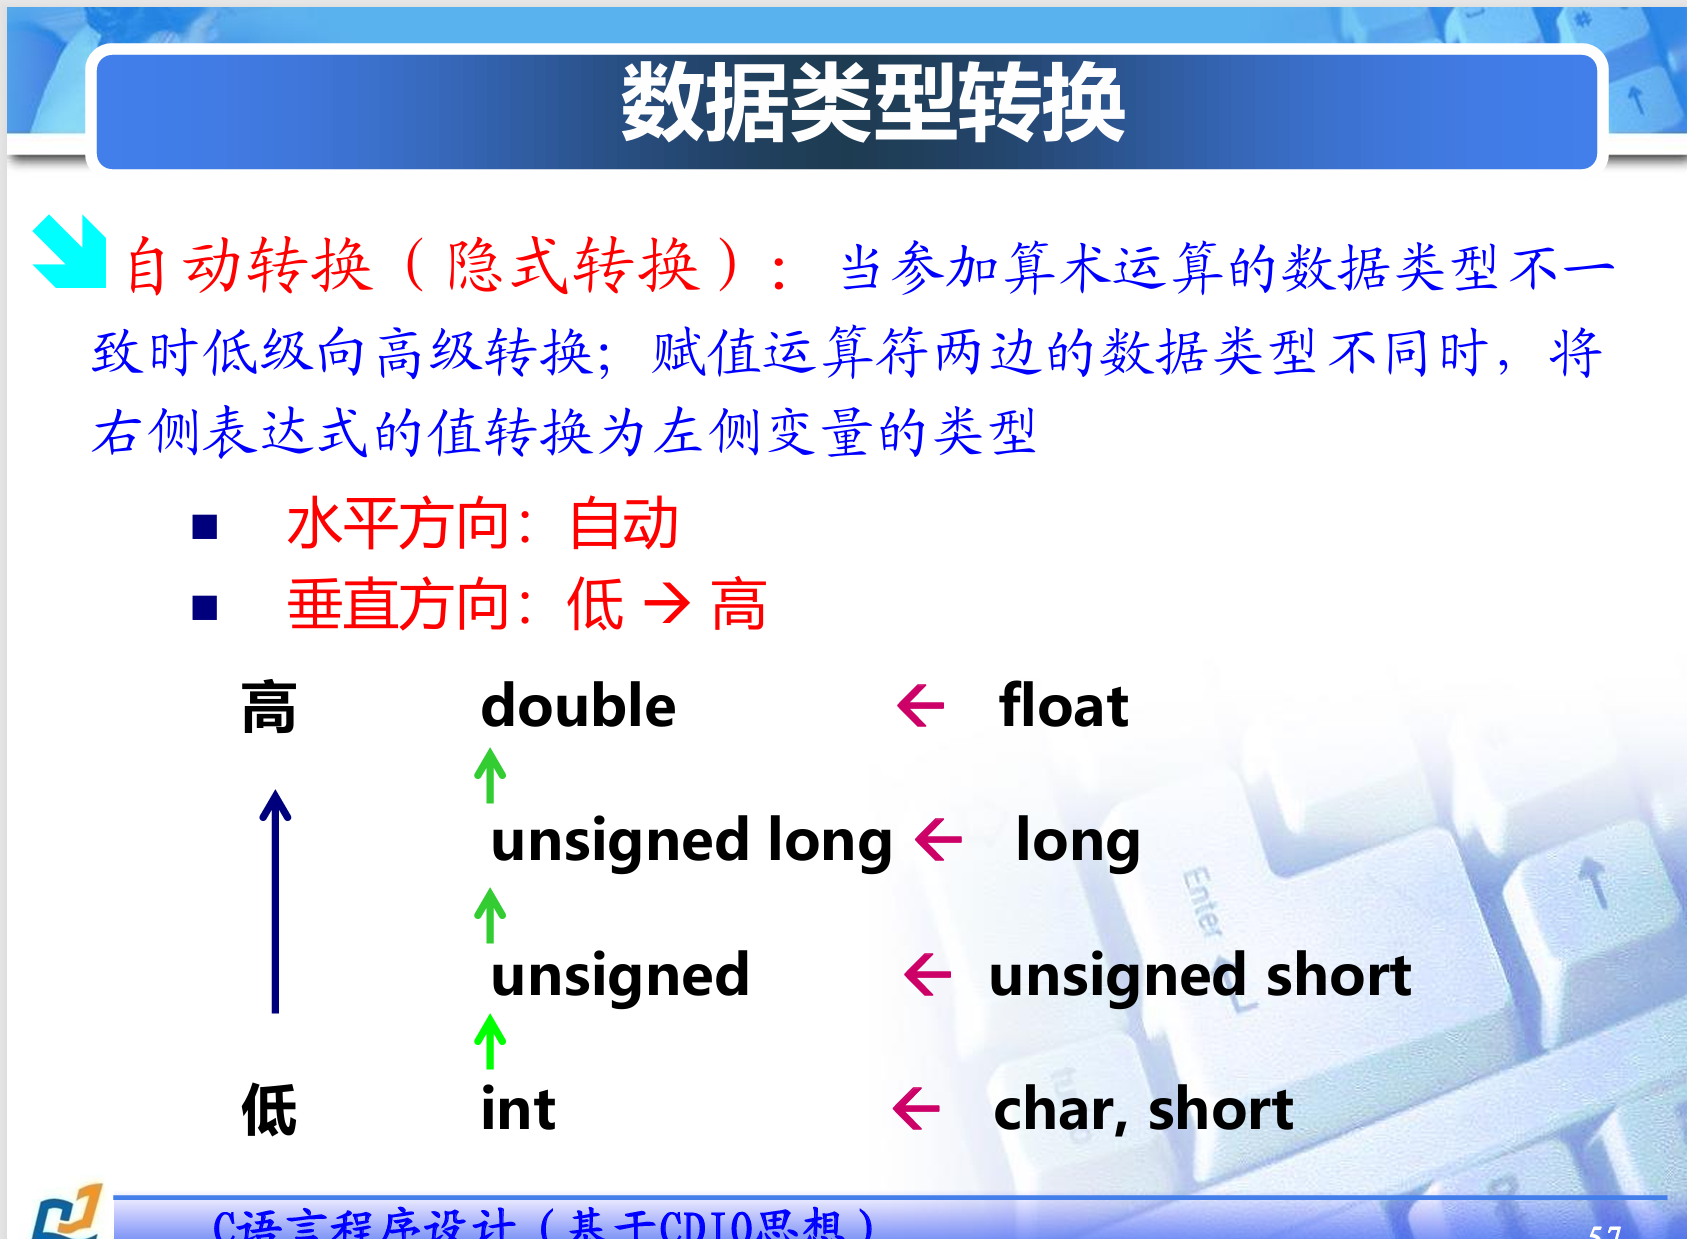 数据类型转换
自动转换（隐式转换）：当参加算术运算的数据类型不一
致时低级向高级转换；赋值运算符两边的数据类型不同时，将
右侧表达式的值转换为左侧变量的类型
■ 水平方向：自动
■ 垂直方向：低 → 高
高 double ← float
unsigned long ← long
Enter
unsigned ← unsigned short
低 int ← char, short
C语言程序设计（基于CDIO思想）
57